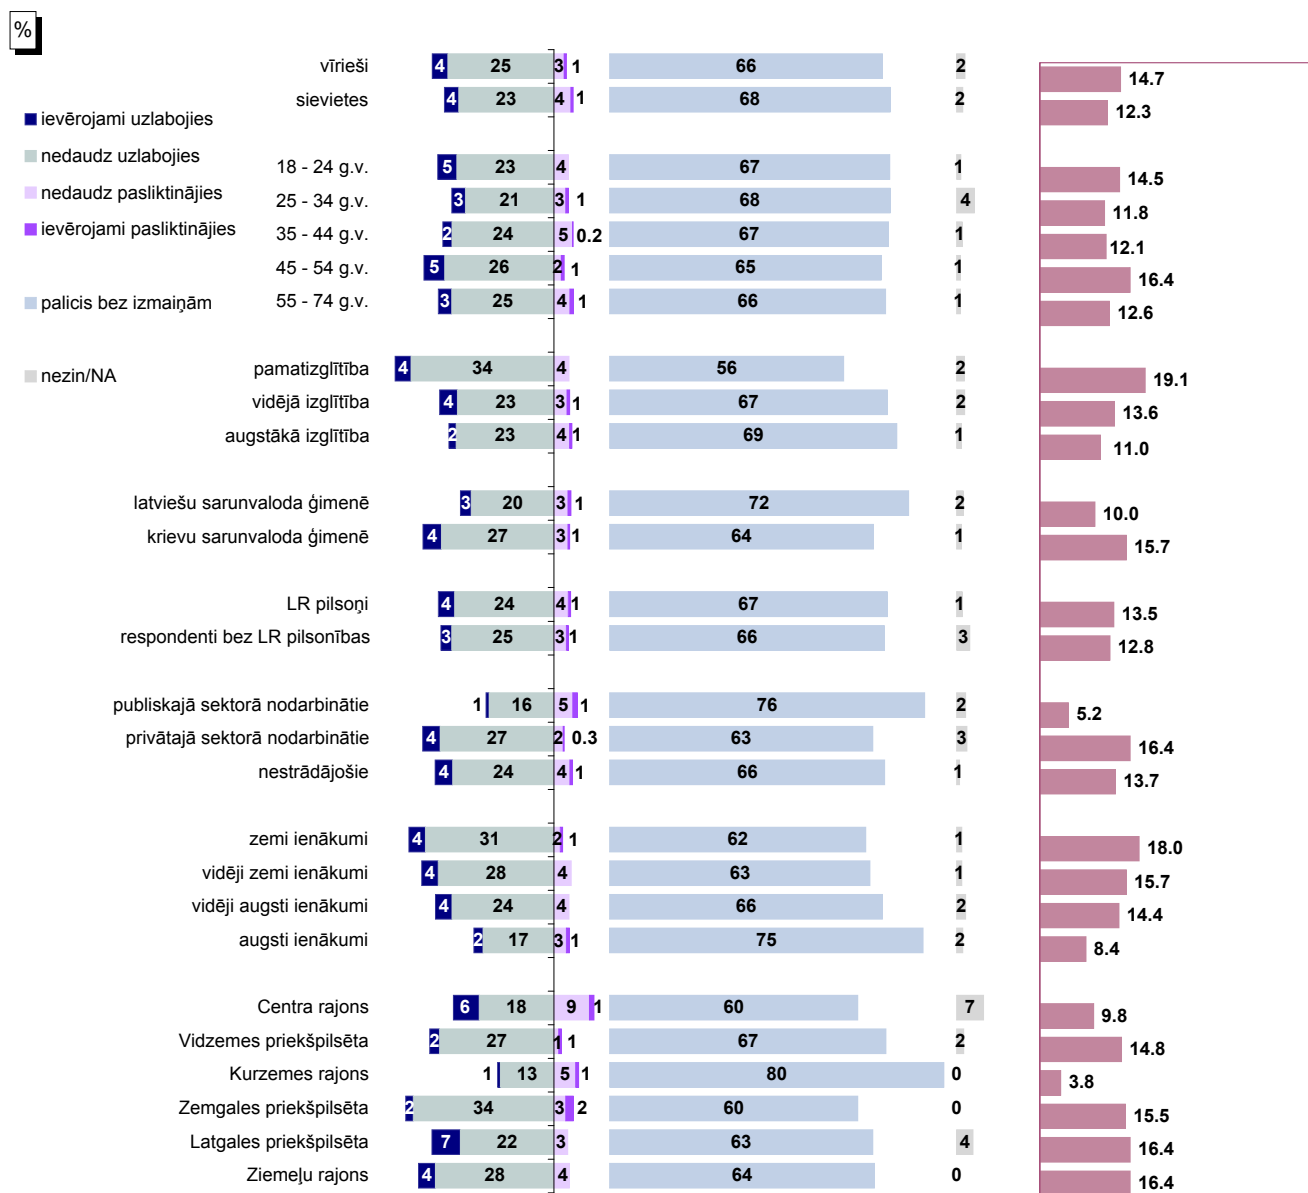 %
vīrieši 4 25 3 1 66 2 14.7
sievietes 4 23 4 1 68 2 12.3
ievērojami uzlabojies
nedaudz uzlabojies
nedaudz pasliktinājies
ievērojami pasliktinājies
palicis bez izmaiņām
nezin/NA
18 - 24 g.v. 5 23 4 67 1 14.5
25 - 34 g.v. 3 21 3 1 68 4 11.8
35 - 44 g.v. 2 24 5 0.2 67 1 12.1
45 - 54 g.v. 5 26 2 1 65 1 16.4
55 - 74 g.v. 3 25 4 1 66 1 12.6
pamatizglītība 4 34 4 56 2 19.1
vidējā izglītība 4 23 3 1 67 2 13.6
augstākā izglītība 2 23 4 1 69 1 11.0
latviešu sarunvaloda ģimenē 3 20 3 1 72 2 10.0
krievu sarunvaloda ģimenē 4 27 3 1 64 1 15.7
LR pilsoņi 4 24 4 1 67 1 13.5
respondenti bez LR pilsonības 3 25 3 1 66 3 12.8
publiskajā sektorā nodarbinātie 1 16 5 1 76 2 5.2
privātajā sektorā nodarbinātie 4 27 2 0.3 63 3 16.4
nestrādājošie 4 24 4 1 66 1 13.7
zemi ienākumi 4 31 2 1 62 1 18.0
vidēji zemi ienākumi 4 28 4 63 1 15.7
vidēji augsti ienākumi 4 24 4 66 2 14.4
augsti ienākumi 2 17 3 1 75 2 8.4
Centra rajons 6 18 9 1 60 7 9.8
Vidzemes priekšpilsēta 2 27 1 1 67 2 14.8
Kurzemes rajons 1 13 5 1 80 0 3.8
Zemgales priekšpilsēta 2 34 3 2 60 0 15.5
Latgales priekšpilsēta 7 22 3 63 4 16.4
Ziemeļu rajons 4 28 4 64 0 16.4